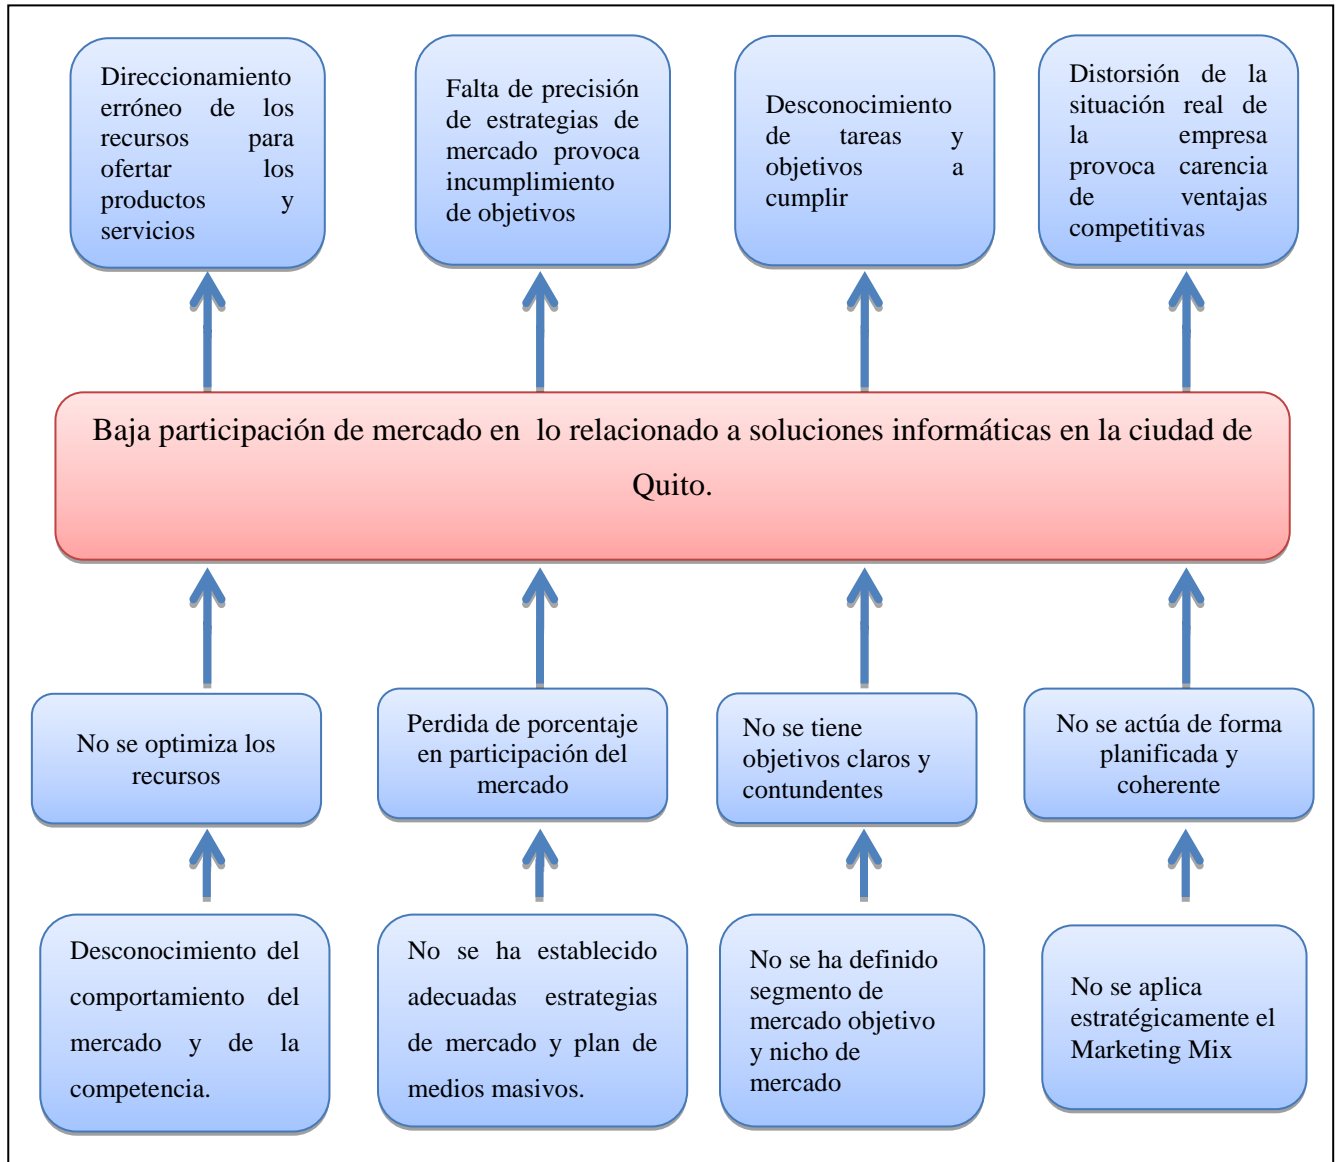 Direccionamiento
erróneo de los
recursos para
ofertar los
productos y
servicios
Falta de precisión
de estrategias de
mercado provoca
incumplimiento
de objetivos
Desconocimiento
de tareas y
objetivos a
cumplir
Distorsión de la
situación real de
la empresa
provoca carencia
de ventajas
competitivas
Baja participación de mercado en lo relacionado a soluciones informáticas en la ciudad de
Quito.
No se optimiza los
recursos
Perdida de porcentaje
en participación del
mercado
No se tiene
objetivos claros y
contundentes
No se actúa de forma
planificada y
coherente
Desconocimiento del
comportamiento del
mercado y de la
competencia.
No se ha establecido
adecuadas estrategias
de mercado y plan de
medios masivos.
No se ha definido
segmento de
mercado objetivo
y nicho de
mercado
No se aplica
estratégicamente el
Marketing Mix